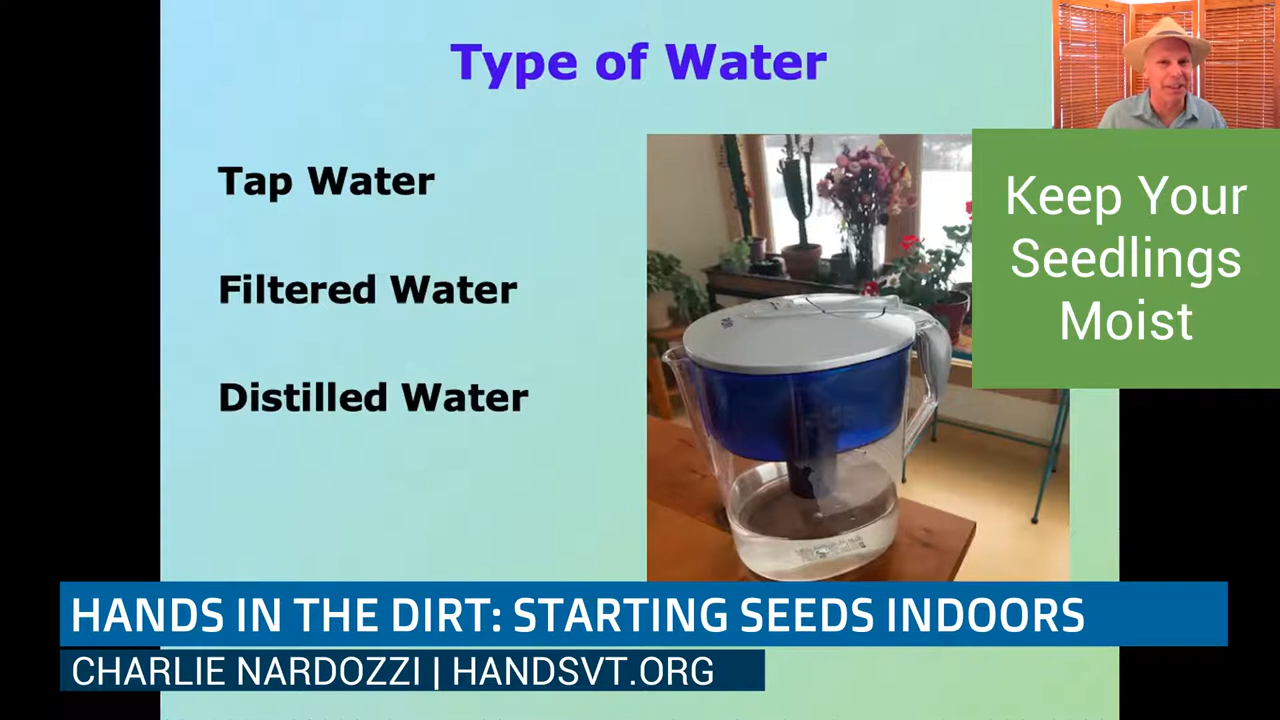 Type of Water
Tap Water
Filtered Water
Distilled Water
Keep Your
Seedlings
Moist
HANDS IN THE DIRT: STARTING SEEDS INDOORS
CHARLIE NARDOZZI | HANDSVT.ORG